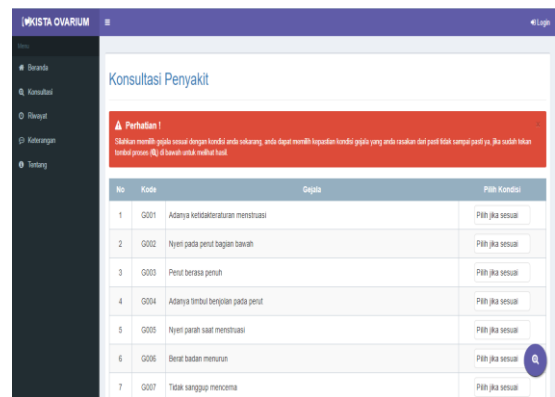 KISTA OVARIUM
Login
Menu
Beranda
Konsultasi
Riwayat
Keterangan
Tentang
Konsultasi Penyakit
Perhatian !
Silahkan memilih gejala sesuai dengan kondisi anda sekarang, anda dapat memilih kepastian kondisi gejala yang anda rasakan dari pasti tidak sampai pasti ya, jika sudah tekan
tombol proses () di bawah untuk melihat hasil.
No Kode Gejala Pilih Kondisi
1 G001 Adanya ketidakteraturan menstruasi Pilih jika sesuai
2 G002 Nyeri pada perut bagian bawah Pilih jika sesuai
3 G003 Perut berasa penuh Pilih jika sesuai
4 G004 Adanya timbul benjolan pada perut Pilih jika sesuai
5 G005 Nyeri parah saat menstruasi Pilih jika sesuai
6 G006 Berat badan menurun Pilih jika sesuai
7 G007 Tidak sanggup mencerna Pilih jika sesuai